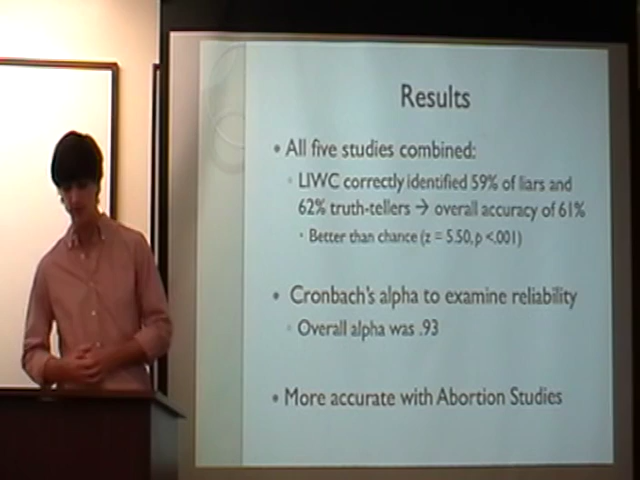 Results
• All five studies combined:
◦ LIWC correctly identified 59% of liars and
62% truth-tellers → overall accuracy of 61%
• Better than chance (z = 5.50, p <.001)
• Cronbach's alpha to examine reliability
◦ Overall alpha was .93
• More accurate with Abortion Studies